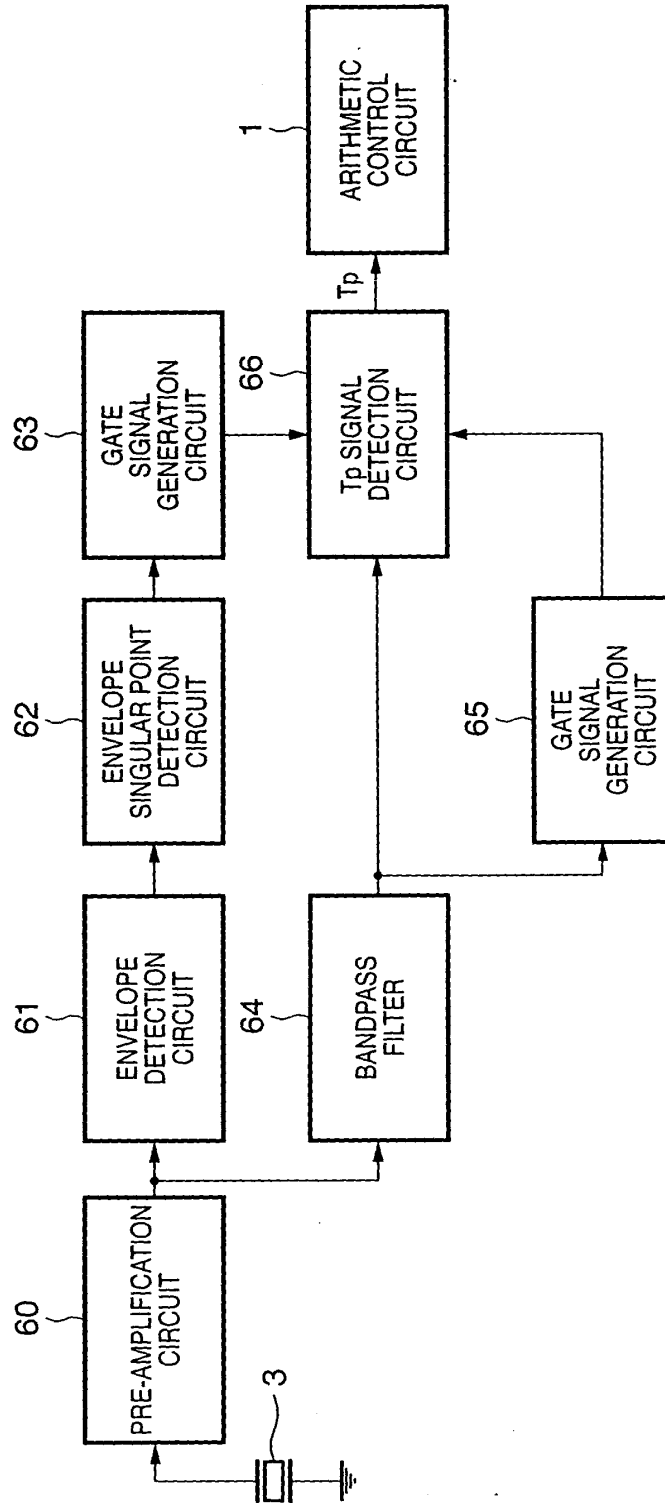 60
PRE-AMPLIFICATION
CIRCUIT
3
61
ENVELOPE
DETECTION
CIRCUIT
62
ENVELOPE
SINGULAR POINT
DETECTION
CIRCUIT
63
GATE
SIGNAL
GENERATION
CIRCUIT
64
BANDPASS
FILTER
65
GATE
SIGNAL
GENERATION
CIRCUIT
66
Tp SIGNAL
DETECTION
CIRCUIT
Tp
1
ARITHMETIC
CONTROL
CIRCUIT